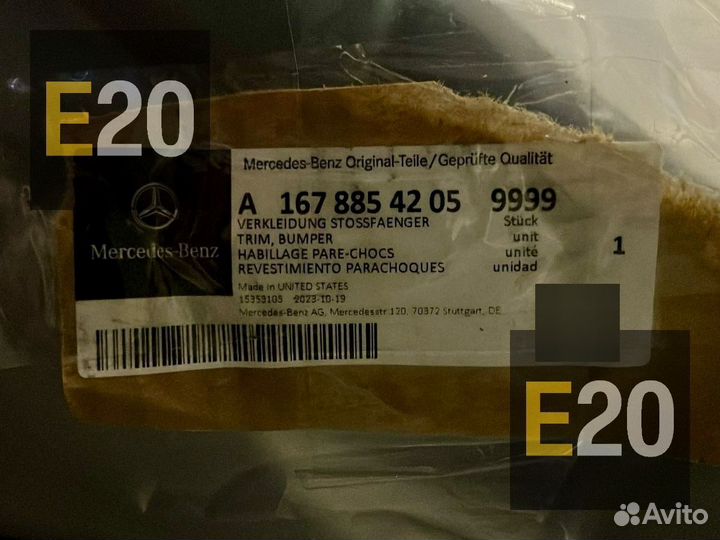 E20
Mercedes-Benz Original-Teile/Geprüfte Qualität
A 167 885 42 05 9999
VERKLEIDUNG STOSSFAENGER Stück
TRIM, BUMPER unit
HABILLAGE PARE-CHOCS unité
REVESTIMIENTO PARACHOQUES unidad
1
Mercedes-Benz
Made in UNITED STATES
15353103 2023-10-19
Mercedes-Benz AG, Mercedesstr.120, 70372 Stuttgart, DE
E20
Avito